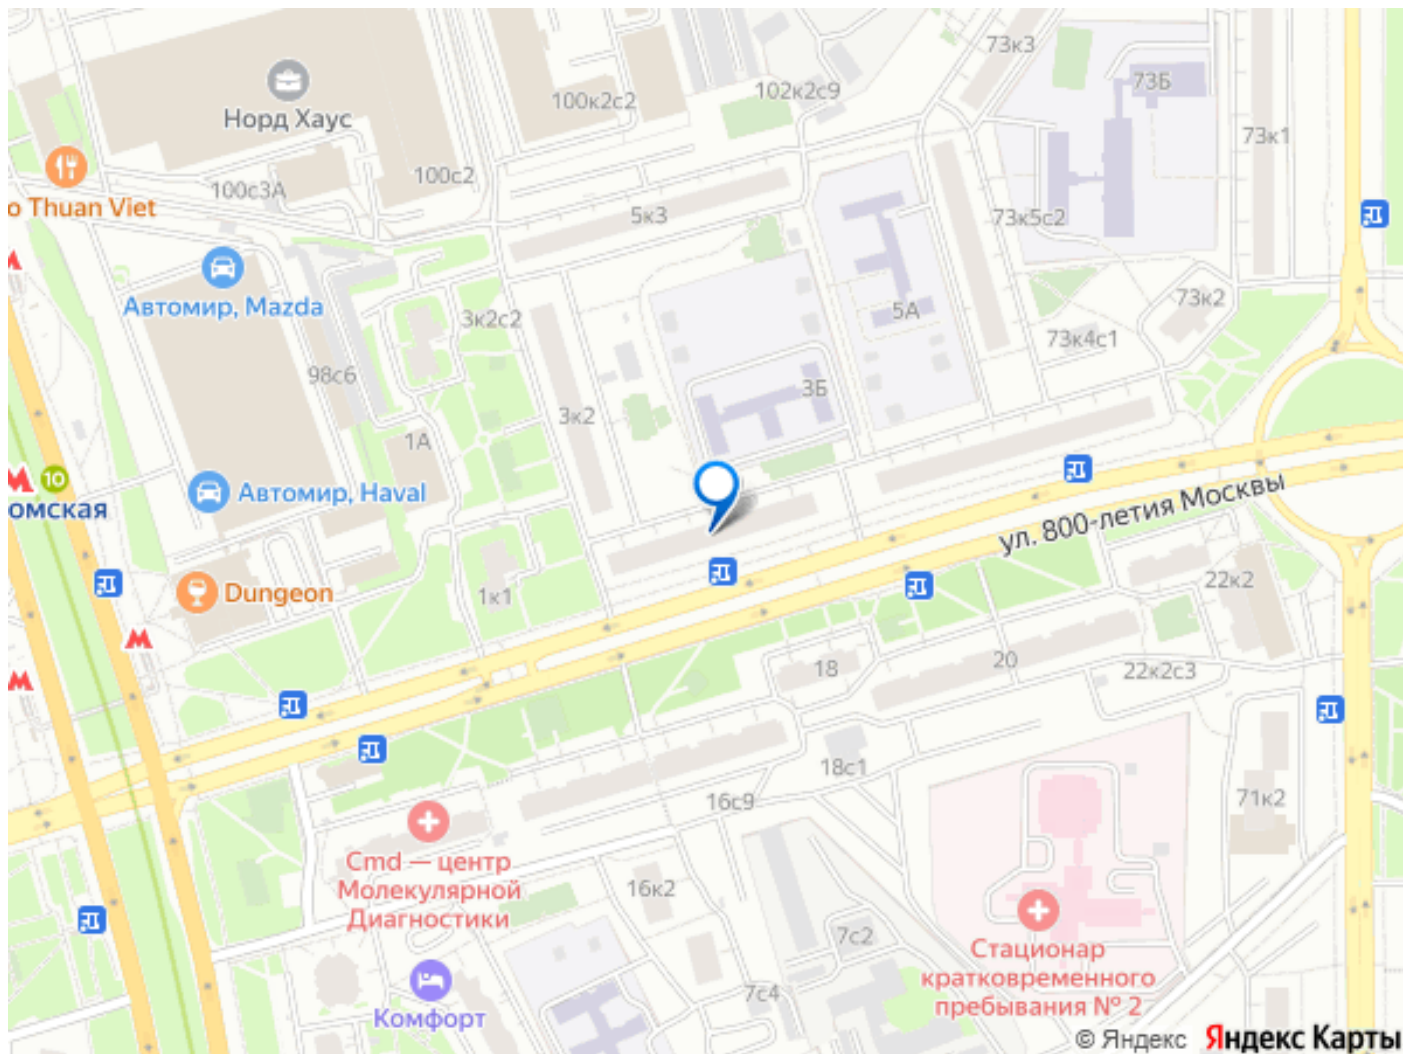 73к3
73Б
102к2с9
100к2с2
Норд Хаус
73к1
100с2
100с3А
o Thuan Viet
5к3
73к5с2
Автомир, Mazda
3к2с2
5А
73к2
73к4с1
98с6
3Б
3к2
1А
10
Автомир, Haval
омская
ул. 800-летия Москвы
Dungeon
1к1
22к2
18
20
22к2с3
18с1
16с9
71к2
Cmd — центр
Молекулярной
Диагностики
16к2
7с2
Стационар
кратковременного
пребывания № 2
7с4
Комфорт
© Яндекс Яндекс Карты